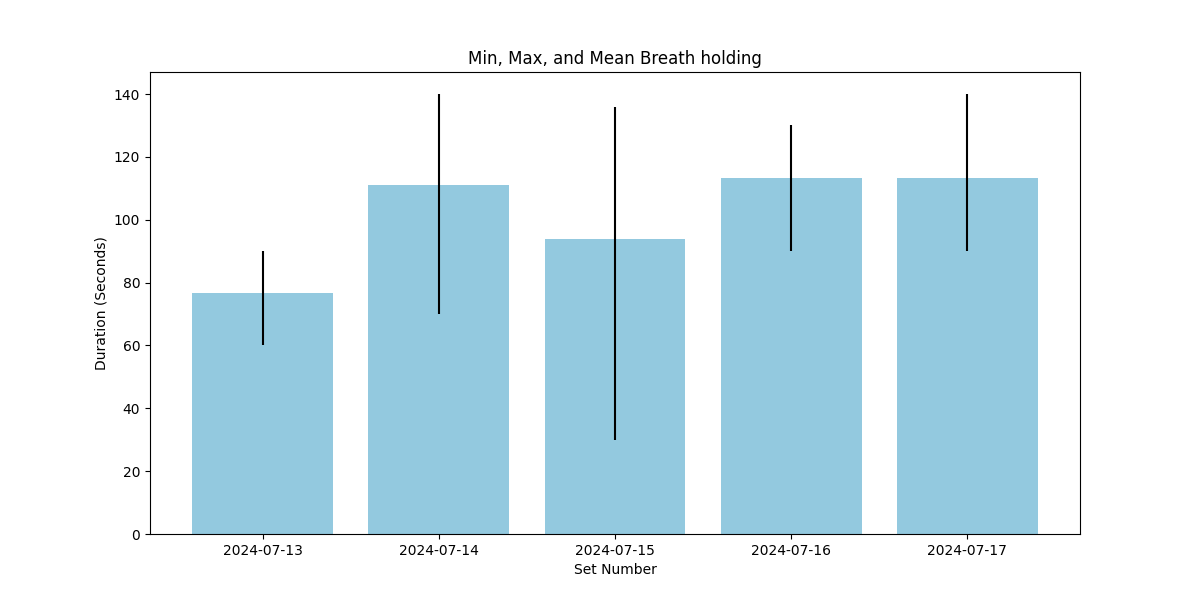 Min, Max, and Mean Breath holding
140
120
100
80
60
40
20
0
Duration (Seconds)
2024-07-13 2024-07-14 2024-07-15 2024-07-16 2024-07-17
Set Number